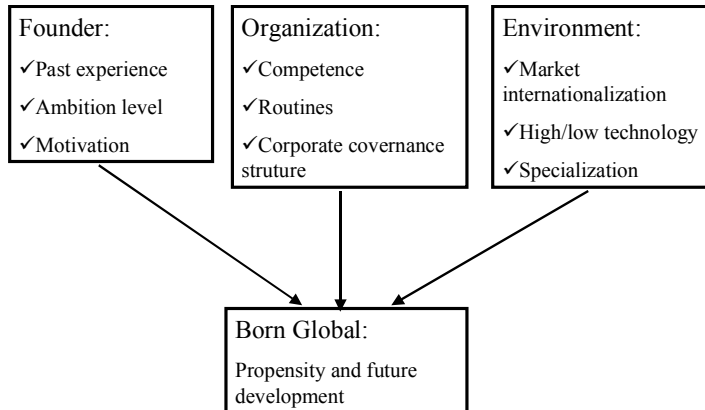 Founder:
✓Past experience
✓Ambition level
✓Motivation
Organization:
✓Competence
✓Routines
✓Corporate covernance
struture
Environment:
✓Market
internationalization
✓High/low technology
✓Specialization
Born Global:
Propensity and future
development